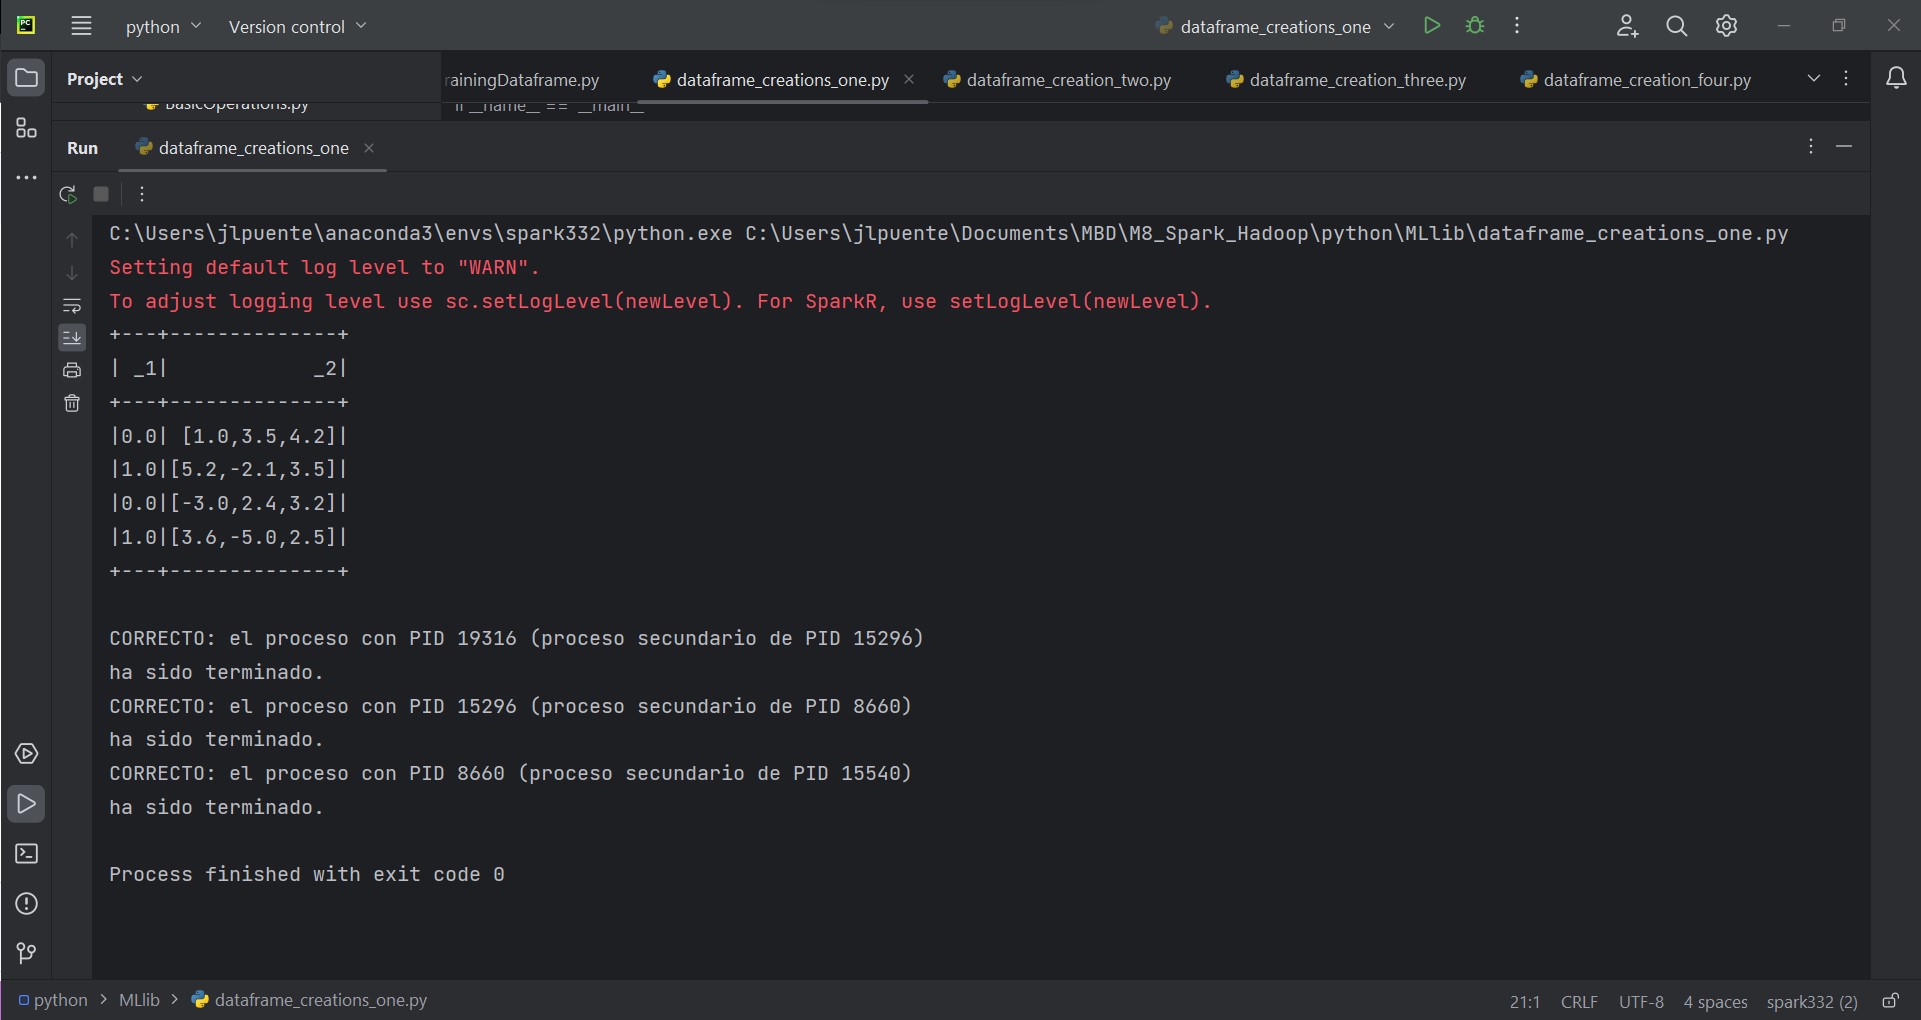 python Version control dataframe_creations_one
Project rainingDataframe.py dataframe_creations_one.py dataframe_creation_two.py dataframe_creation_three.py dataframe_creation_four.py
BasicOperations.py if __name__ == "__main__"
Run dataframe_creations_one
C:\Users\jlpuente\anaconda3\envs\spark332\python.exe C:\Users\jlpuente\Documents\MBD\M8_Spark_Hadoop\python\MLlib\dataframe_creations_one.py
Setting default log level to "WARN".
To adjust logging level use sc.setLogLevel(newLevel). For SparkR, use setLogLevel(newLevel).
+---+--------------+
| _1|            _2|
+---+--------------+
|0.0| [1.0,3.5,4.2]|
|1.0|[5.2,-2.1,3.5]|
|0.0|[-3.0,2.4,3.2]|
|1.0|[3.6,-5.0,2.5]|
+---+--------------+
CORRECTO: el proceso con PID 19316 (proceso secundario de PID 15296)
ha sido terminado.
CORRECTO: el proceso con PID 15296 (proceso secundario de PID 8660)
ha sido terminado.
CORRECTO: el proceso con PID 8660 (proceso secundario de PID 15540)
ha sido terminado.
Process finished with exit code 0
python > MLlib > dataframe_creations_one.py 21:1 CRLF UTF-8 4 spaces spark332 (2)